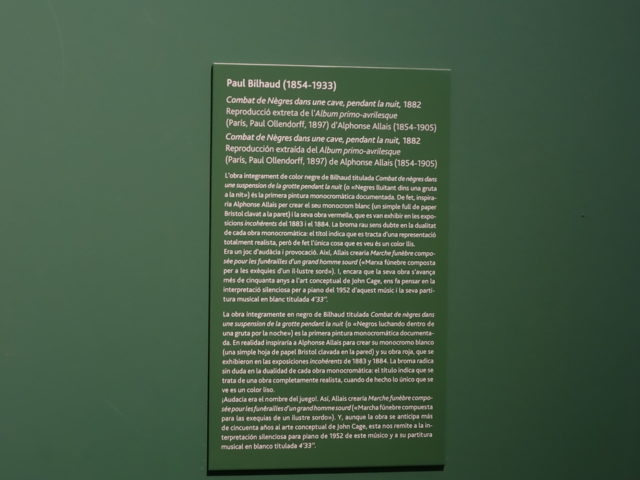 Paul Bilhaud (1854-1933)
Combat de Nègres dans une cave, pendant la nuit, 1882
Reproducció extreta de l'Album primo-avrilesque
(París, Paul Ollendorff, 1897) d'Alphonse Allais (1854-1905)
Combat de Nègres dans une cave, pendant la nuit, 1882
Reproducción extraída del Album primo-avrilesque
(París, Paul Ollendorff, 1897) de Alphonse Allais (1854-1905)
L'obra íntegrament de color negre de Bilhaud titulada Combat de nègres dans
une suspension de la grotte pendant la nuit (o «Negres lluitant dins una gruta
a la nit») és la primera pintura monocromàtica documentada. De fet, inspira-
ria Alphonse Allais per crear el seu monocrom blanc (un simple full de paper
Bristol clavat a la paret) i la seva obra vermella, que es van exhibir en les expo-
sicions incohérents del 1883 i el 1884. La broma rau sens dubte en la dualitat
de cada obra monocromàtica: el títol indica que es tracta d'una representació
totalment realista, però de fet l'única cosa que es veu és un color llis.
Era un joc d'audàcia i provocació. Així, Allais crearia Marche funèbre compo-
sée pour les funérailles d'un grand homme sourd («Marxa fúnebre composta
per a les exèquies d'un il·lustre sord»). I, encara que la seva obra s'avança
més de cinquanta anys a l'art conceptual de John Cage, ens fa pensar en la
interpretació silenciosa per a piano del 1952 d'aquest músic i la seva parti-
tura musical en blanc titulada 4'33''.
La obra íntegramente en negro de Bilhaud titulada Combat de nègres dans
une suspension de la grotte pendant la nuit (o «Negros luchando dentro de
una gruta por la noche») es la primera pintura monocromática documenta-
da. En realidad inspiraría a Alphonse Allais para crear su monocromo blanco
(una simple hoja de papel Bristol clavada en la pared) y su obra roja, que se
exhibieron en las exposiciones incohérents de 1883 y 1884. La broma radica
sin duda en la dualidad de cada obra monocromática: el título indica que se
trata de una obra completamente realista, cuando de hecho lo único que se
ve es un color liso.
¡Audacia era el nombre del juego!. Así, Allais crearía Marche funèbre compo-
sée pour les funérailles d'un grand homme sourd («Marcha fúnebre compuesta
para las exequias de un ilustre sordo»). Y, aunque la obra se anticipa más
de cincuenta años al arte conceptual de John Cage, esta nos remite a la in-
terpretación silenciosa para piano de 1952 de este músico y a su partitura
musical en blanco titulada 4'33''.